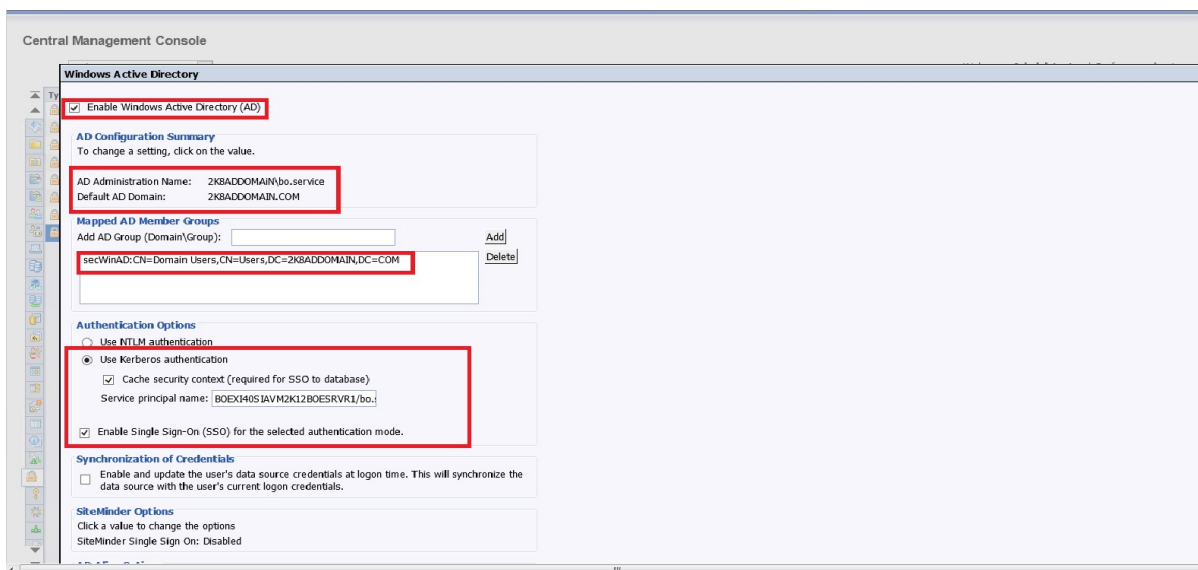 Central Management Console
Windows Active Directory
Ty
Enable Windows Active Directory (AD)
AD Configuration Summary
To change a setting, click on the value.
AD Administration Name: 2K8ADDOMAiN\bo.service
Default AD Domain: 2K8ADDOMAIN.COM
Mapped AD Member Groups
Add AD Group (Domain\Group):
Add
secWinAD:CN=Domain Users,CN=Users,DC=2K8ADDOMAIN,DC=COM
Delete
Authentication Options
Use NTLM authentication
Use Kerberos authentication
Cache security context (required for SSO to database)
Service principal name: BOEXI40SIAVM2K12BOESRVR1/bo.s
Enable Single Sign-On (SSO) for the selected authentication mode.
Synchronization of Credentials
Enable and update the user's data source credentials at logon time. This will synchronize the
data source with the user's current logon credentials.
SiteMinder Options
Click a value to change the options
SiteMinder Single Sign On: Disabled